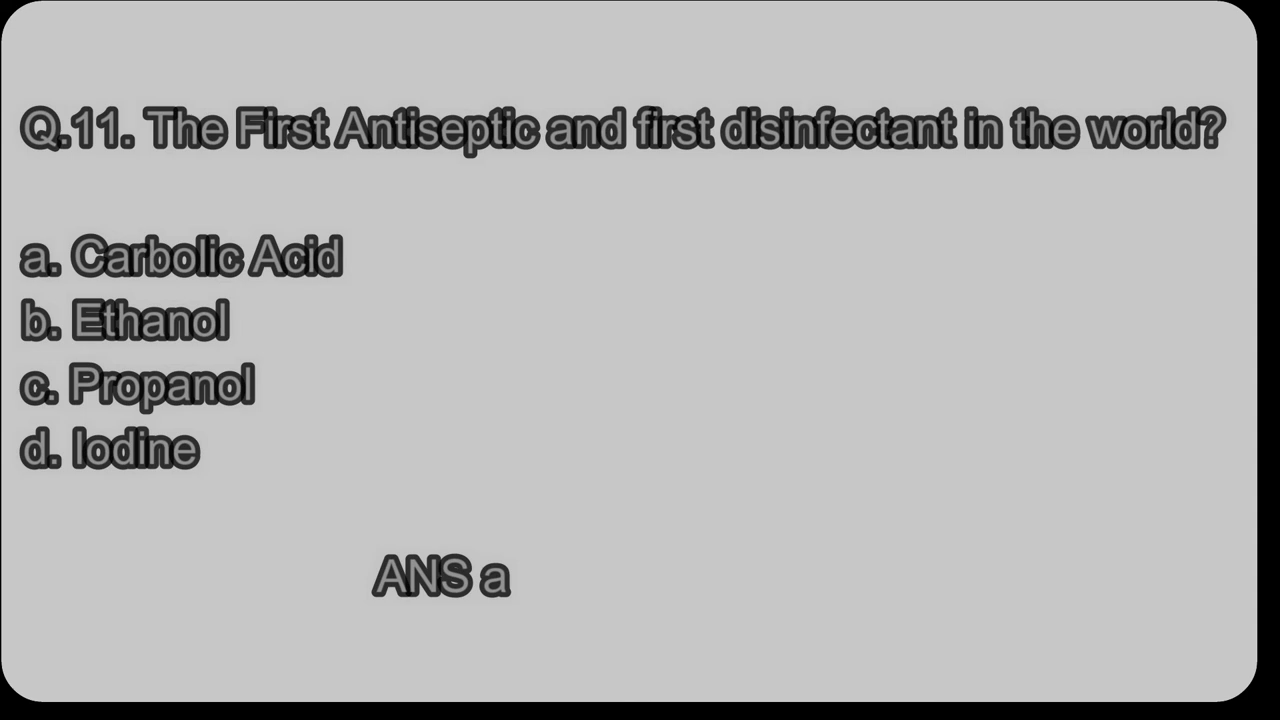 Q.11. The First Antiseptic and first disinfectant in the world?
a. Carbolic Acid
b. Ethanol
c. Propanol
d. Iodine
ANS a